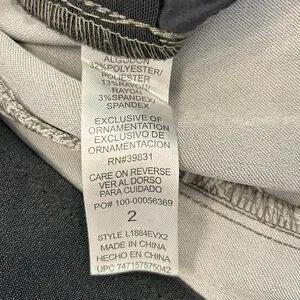 ALGODON
32%POLYESTER/
POLIESTER
13%RAYON/
RAYON
3%SPANDEX/
SPANDEX
EXCLUSIVE OF
ORNAMENTATION
EXCLUSIVO DE
ORNAMENTACION
RN#39831
CARE ON REVERSE
VER AL DORSO
PARA CUIDADO
PO# 100-00056369
2
STYLE L1884EVX2
MADE IN CHINA
HECHO EN CHINA
UPC 747157575042